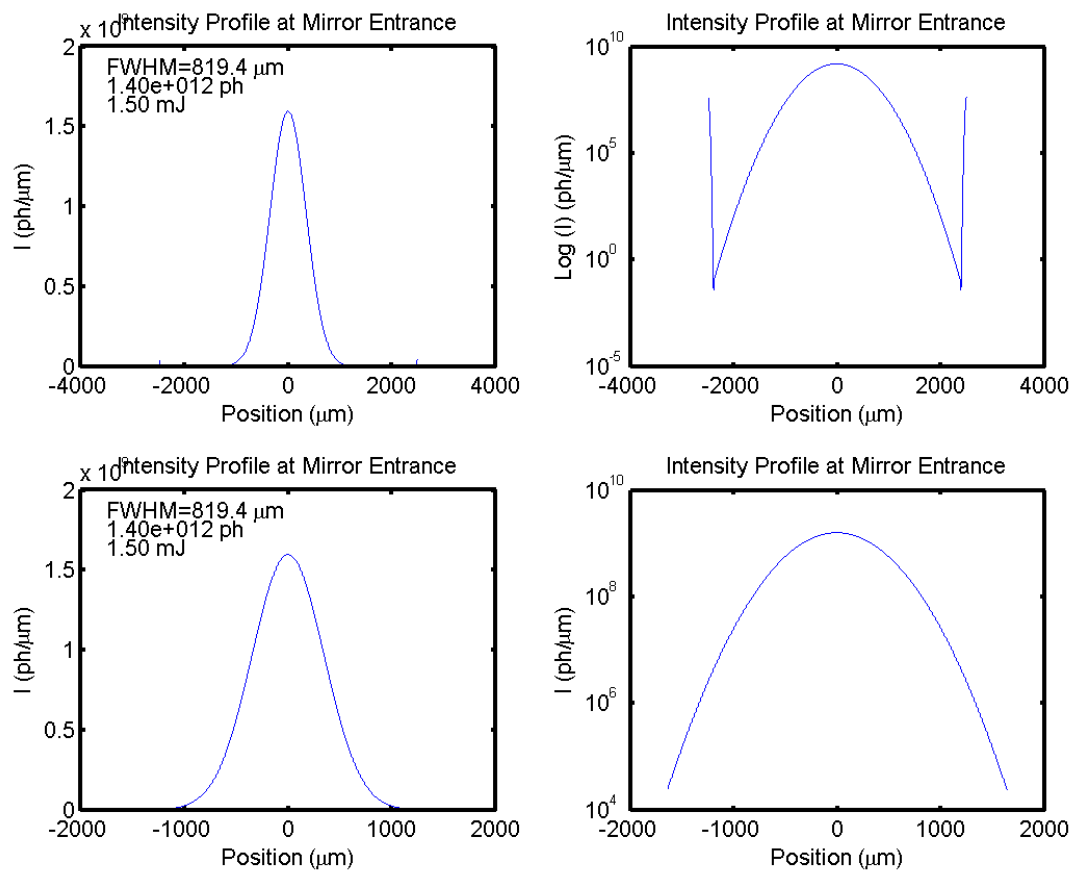 Intensity Profile at Mirror Entrance
x 10^9
FWHM=819.4 μm
1.40e+012 ph
1.50 mJ
2
1.5
1
0.5
0
I (ph/μm)
-4000 -2000 0 2000 4000
Position (μm)
Intensity Profile at Mirror Entrance
10^10
10^5
10^0
10^-5
Log (I) (ph/μm)
-4000 -2000 0 2000 4000
Position (μm)
Intensity Profile at Mirror Entrance
x 10^9
FWHM=819.4 μm
1.40e+012 ph
1.50 mJ
2
1.5
1
0.5
0
I (ph/μm)
-2000 -1000 0 1000 2000
Position (μm)
Intensity Profile at Mirror Entrance
10^10
10^8
10^6
10^4
I (ph/μm)
-2000 -1000 0 1000 2000
Position (μm)